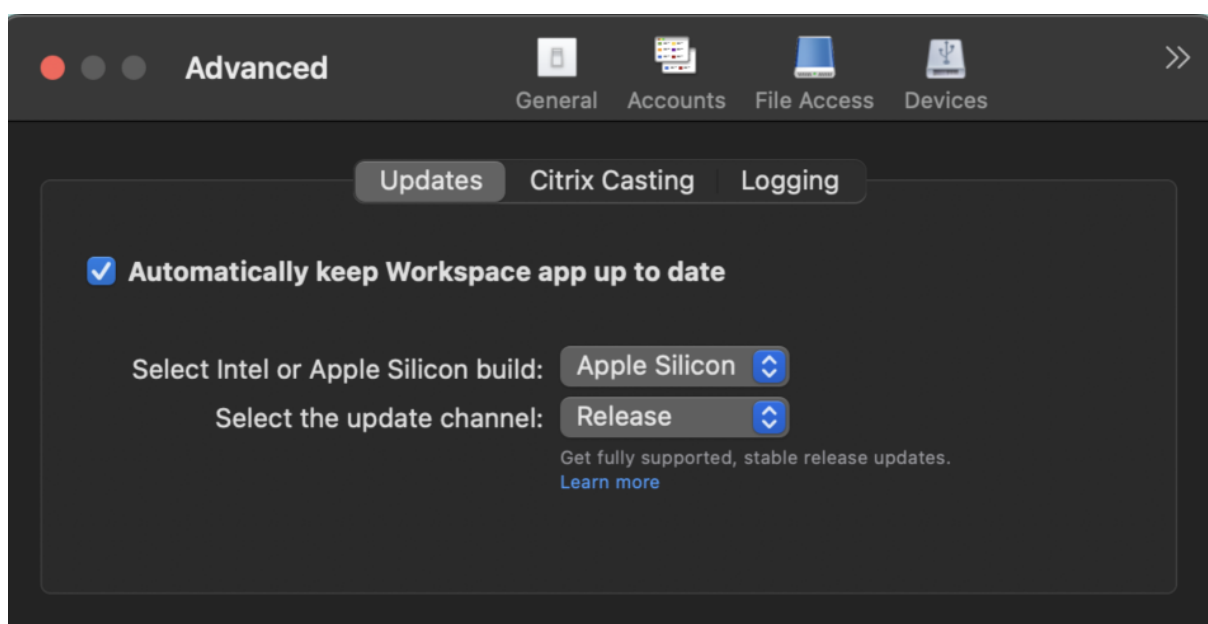 Advanced
General Accounts File Access Devices
Updates Citrix Casting Logging
Automatically keep Workspace app up to date
Select Intel or Apple Silicon build: Apple Silicon
Select the update channel: Release
Get fully supported, stable release updates.
Learn more